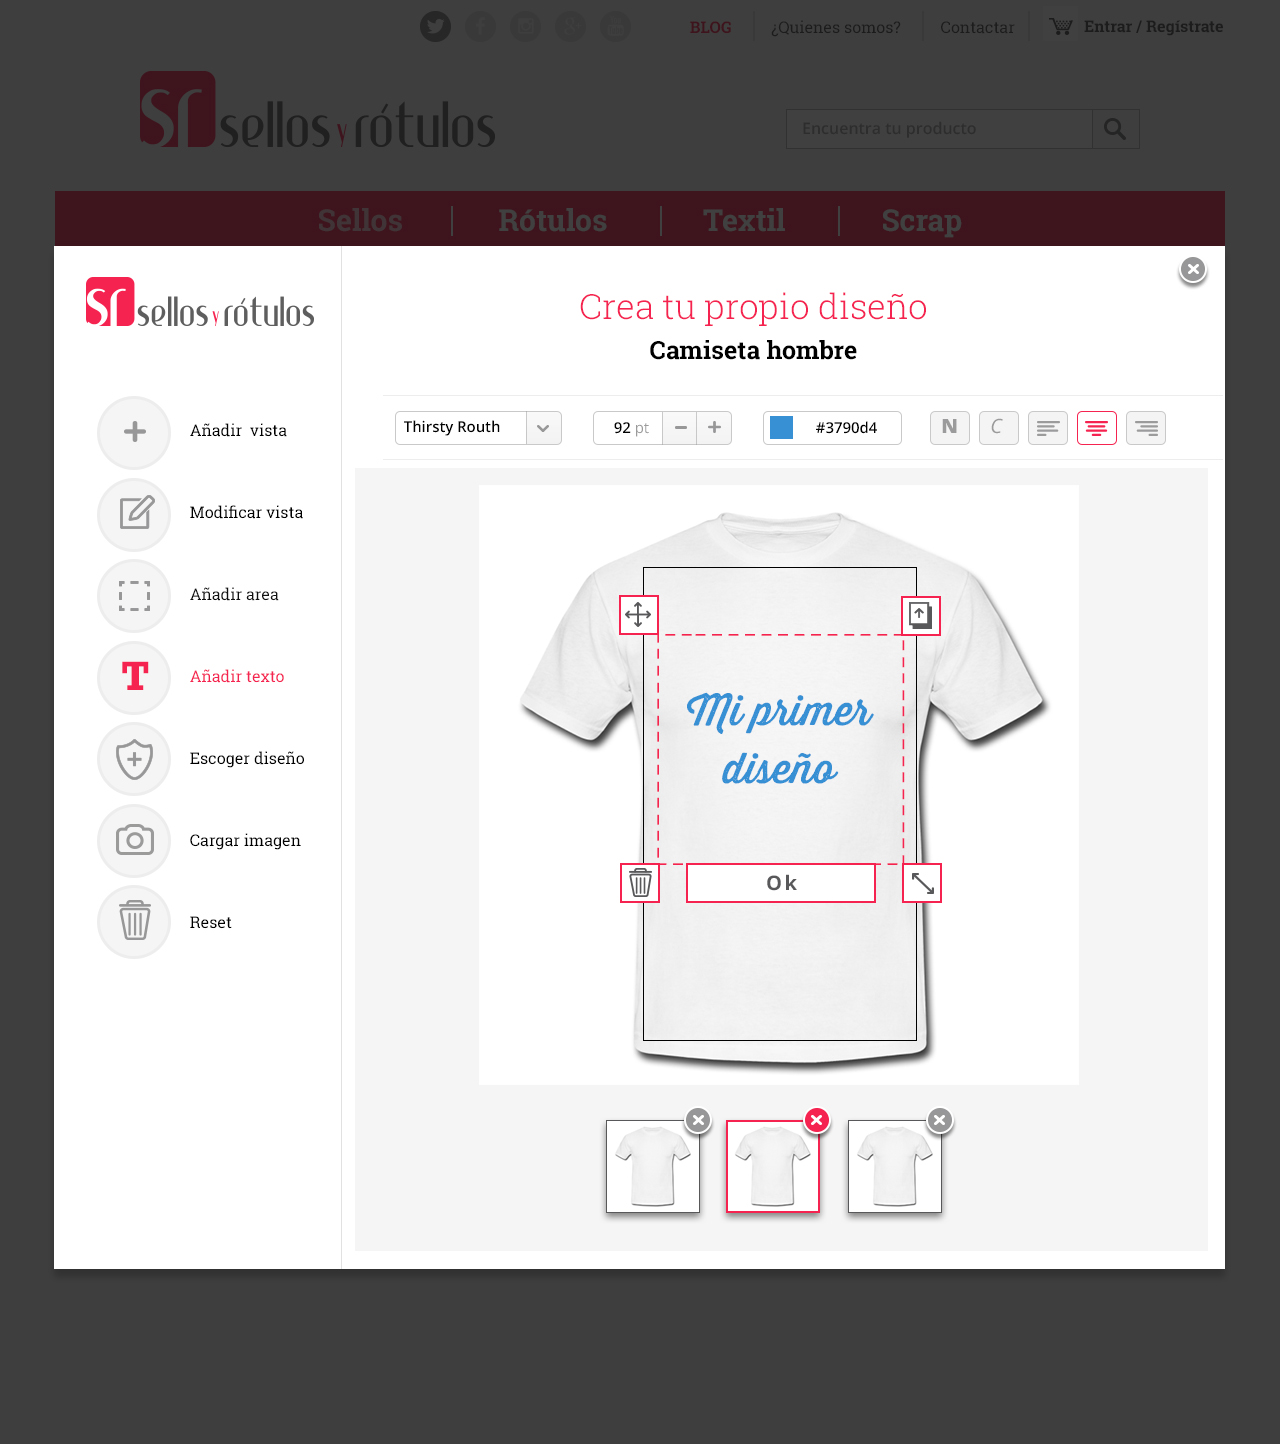 BLOG ¿Quienes somos? Contactar Entrar / Regístrate
sr sellos y rótulos
Encuentra tu producto
Sellos Rótulos Textil Scrap
sr sellos y rótulos
Crea tu propio diseño
Camiseta hombre
Thirsty Routh 92 pt #3790d4 N C
Añadir vista
Modificar vista
Añadir area
T Añadir texto
Escoger diseño
Cargar imagen
Reset
Mi primer
diseño
Ok